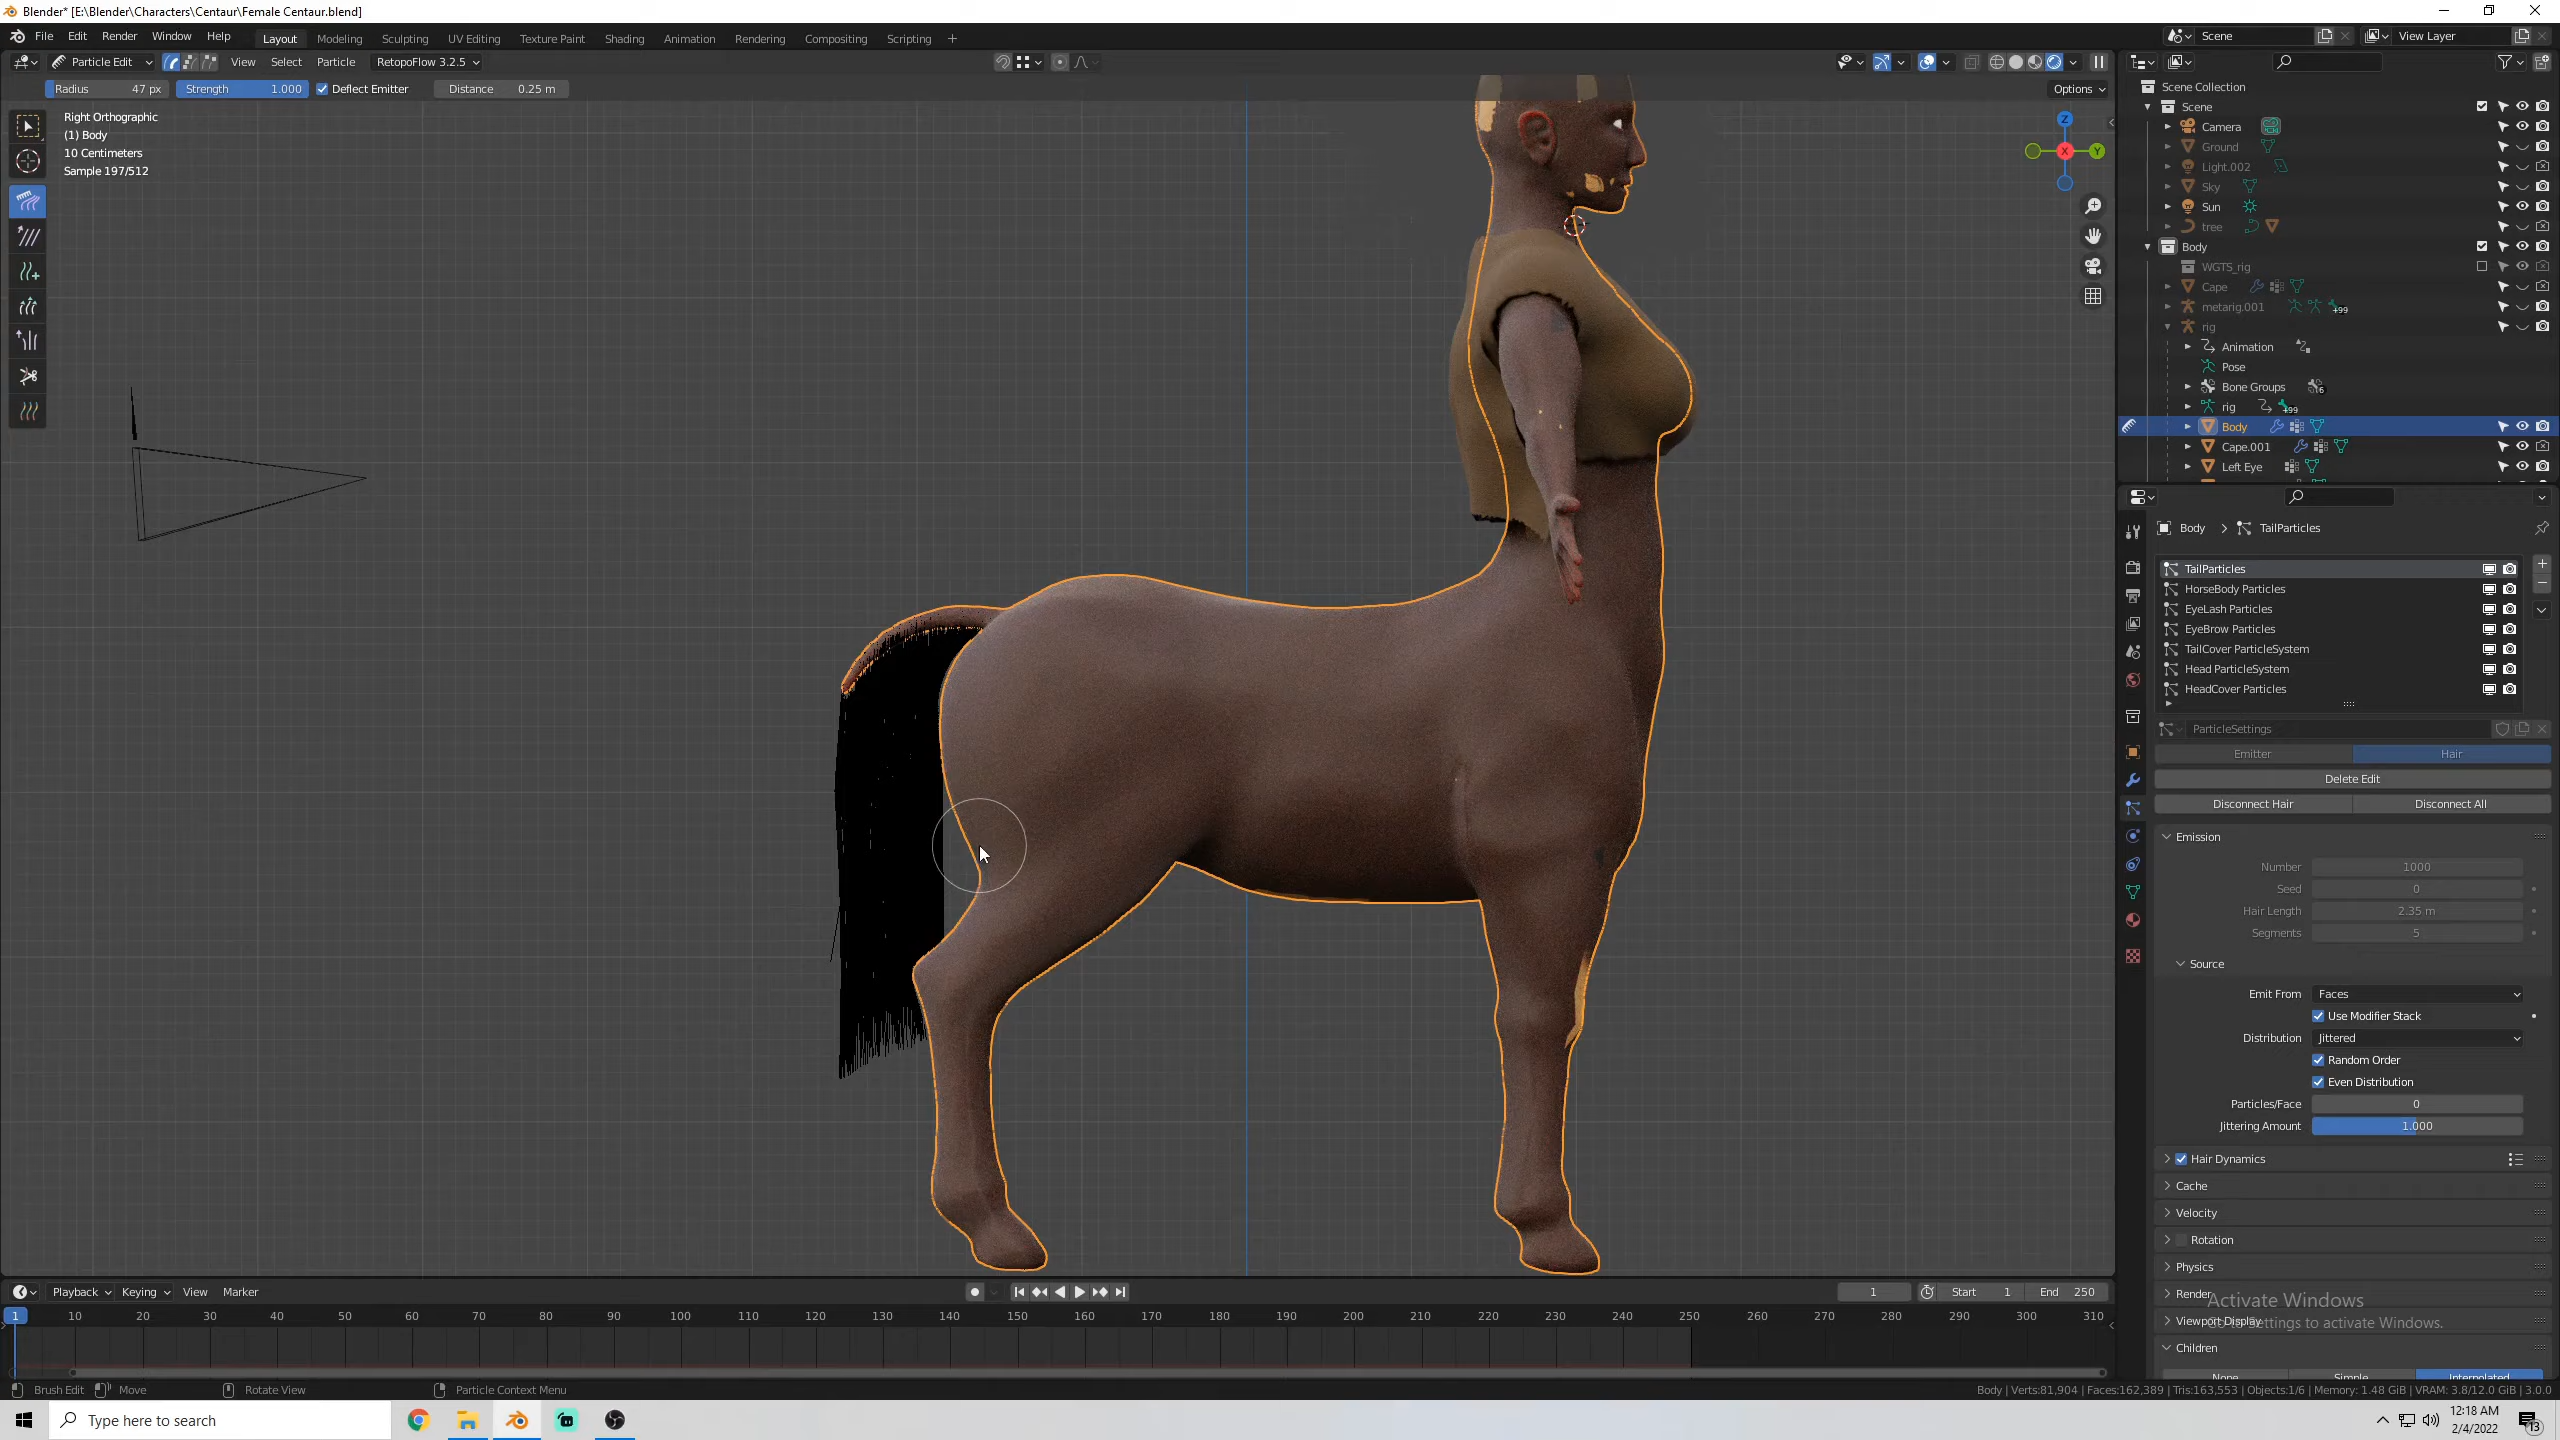 Blender* [E:\Blender\Characters\Centaur\Female Centaur.blend]
File Edit Render Window Help Layout Modeling Sculpting UV Editing Texture Paint Shading Animation Rendering Compositing Scripting + Scene View Layer
Particle Edit View Select Particle RetopoFlow 3.2.5
Radius 47 px Strength 1.000 Deflect Emitter Distance 0.25 m Options
Right Orthographic
(1) Body
10 Centimeters
Sample 197/512
Z
X
Y
Scene Collection
Scene
Camera
Ground
Light.002
Sky
Sun
tree
Body
WGTS_rig
Cape
metarig.001 +99
rig
Animation
Pose
Bone Groups 6
rig +99
Body
Cape.001
Left Eye
Body > TailParticles
TailParticles
HorseBody Particles
EyeLash Particles
EyeBrow Particles
TailCover ParticleSystem
Head ParticleSystem
HeadCover Particles
ParticleSettings
Emitter Hair
Delete Edit
Disconnect Hair Disconnect All
Emission
Number 1000
Seed 0
Hair Length 2.35 m
Segments 5
Source
Emit From Faces
Use Modifier Stack
Distribution Jittered
Random Order
Even Distribution
Particles/Face 0
Jittering Amount 1.000
Hair Dynamics
Cache
Velocity
Rotation
Physics
Render
Activate Windows
Viewport Display
Go to Settings to activate Windows.
Children
None Simple Interpolated
Playback Keying View Marker 1 Start 1 End 250
1 10 20 30 40 50 60 70 80 90 100 110 120 130 140 150 160 170 180 190 200 210 220 230 240 250 260 270 280 290 300 310
Brush Edit Move Rotate View Particle Context Menu Body | Verts:81,904 | Faces:162,389 | Tris:163,553 | Objects:1/6 | Memory: 1.48 GiB | VRAM: 3.8/12.0 GiB | 3.0.0
Type here to search
12:18 AM
2/4/2022
13